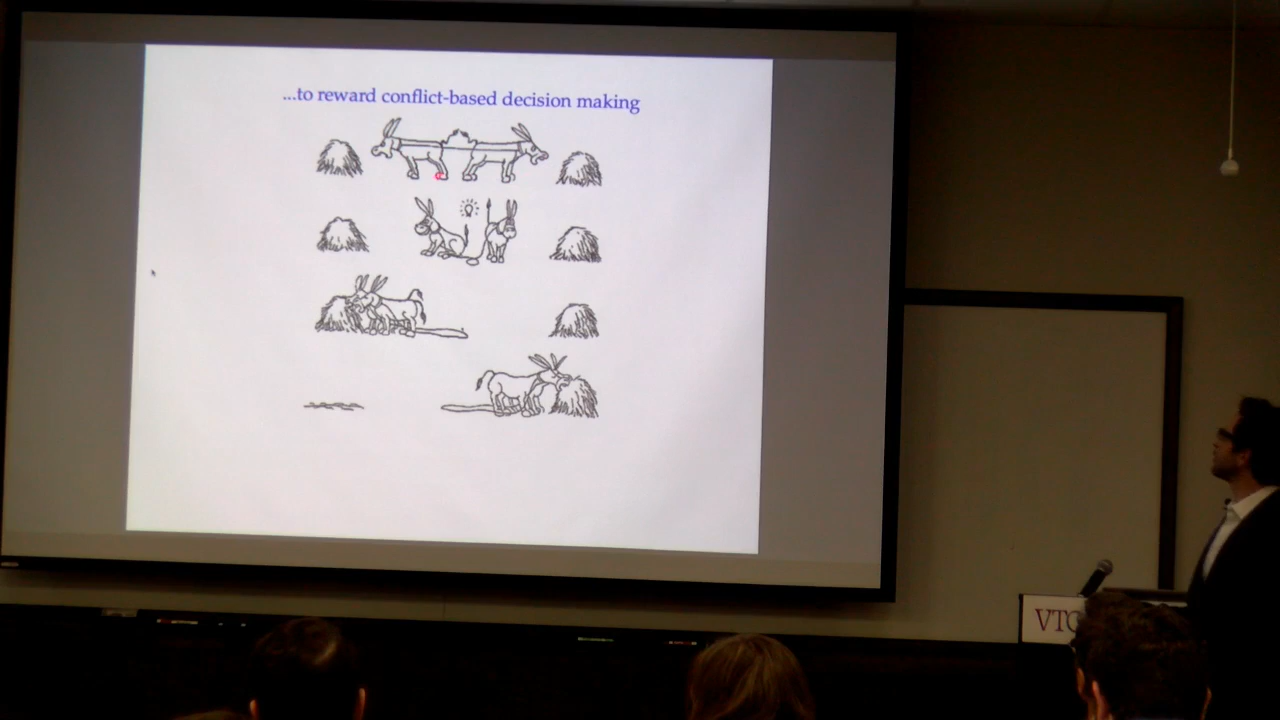 ...to reward conflict-based decision making
VTC